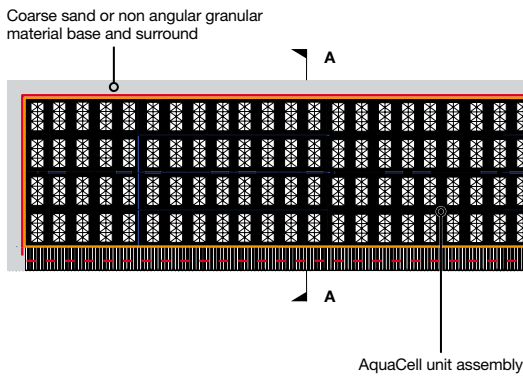 Coarse sand or non angular granular
material base and surround
A
A
AquaCell unit assembly